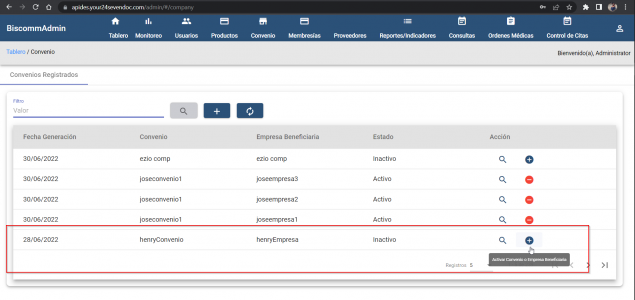 apides.your24sevendoc.com/admin/#/company
BiscommAdmin
Tablero Monitoreo Usuarios Productos Convenio Membresías Proveedores Reportes/Indicadores Consultas Ordenes Médicas Control de Citas
Tablero / Convenio
Bienvenido(a), Administrator
Convenios Registrados
Filtro
Valor
Fecha Generación Convenio Empresa Beneficiaria Estado Acción
30/06/2022 ezio comp ezio comp Inactivo
30/06/2022 joseconvenio1 joseempresa3 Activo
30/06/2022 joseconvenio1 joseempresa2 Activo
30/06/2022 joseconvenio1 joseempresa1 Activo
28/06/2022 henryConvenio henryEmpresa Inactivo
Activar Convenio o Empresa Beneficiaria
Registros 5